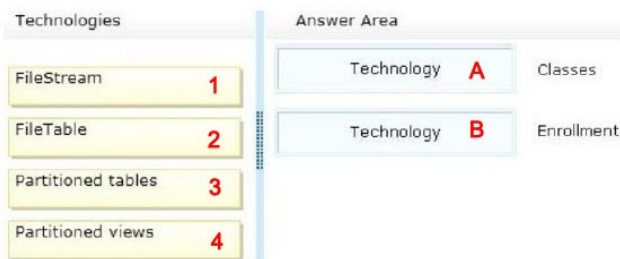 Technologies
Answer Area
FileStream 1
FileTable 2
Partitioned tables 3
Partitioned views 4
Technology A Classes
Technology B Enrollment